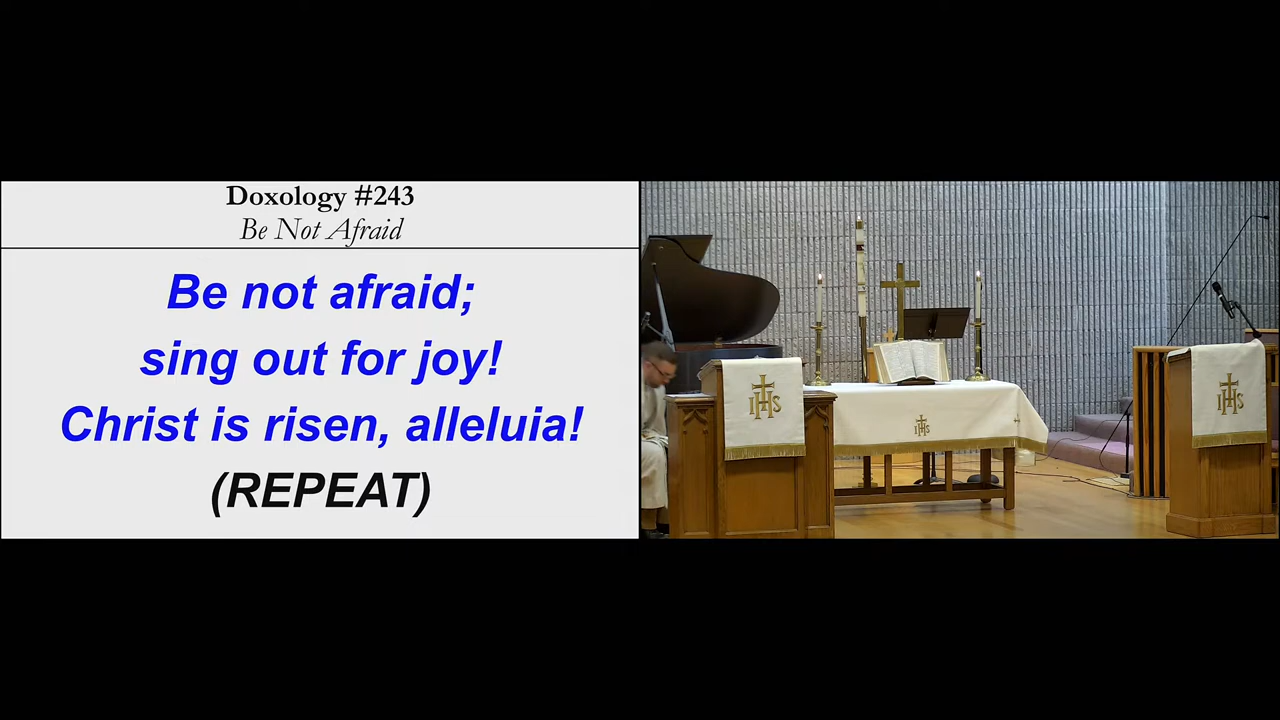 Doxology #243
Be Not Afraid
Be not afraid;
sing out for joy!
Christ is risen, alleluia!
(REPEAT)
IHS
IHS
IHS